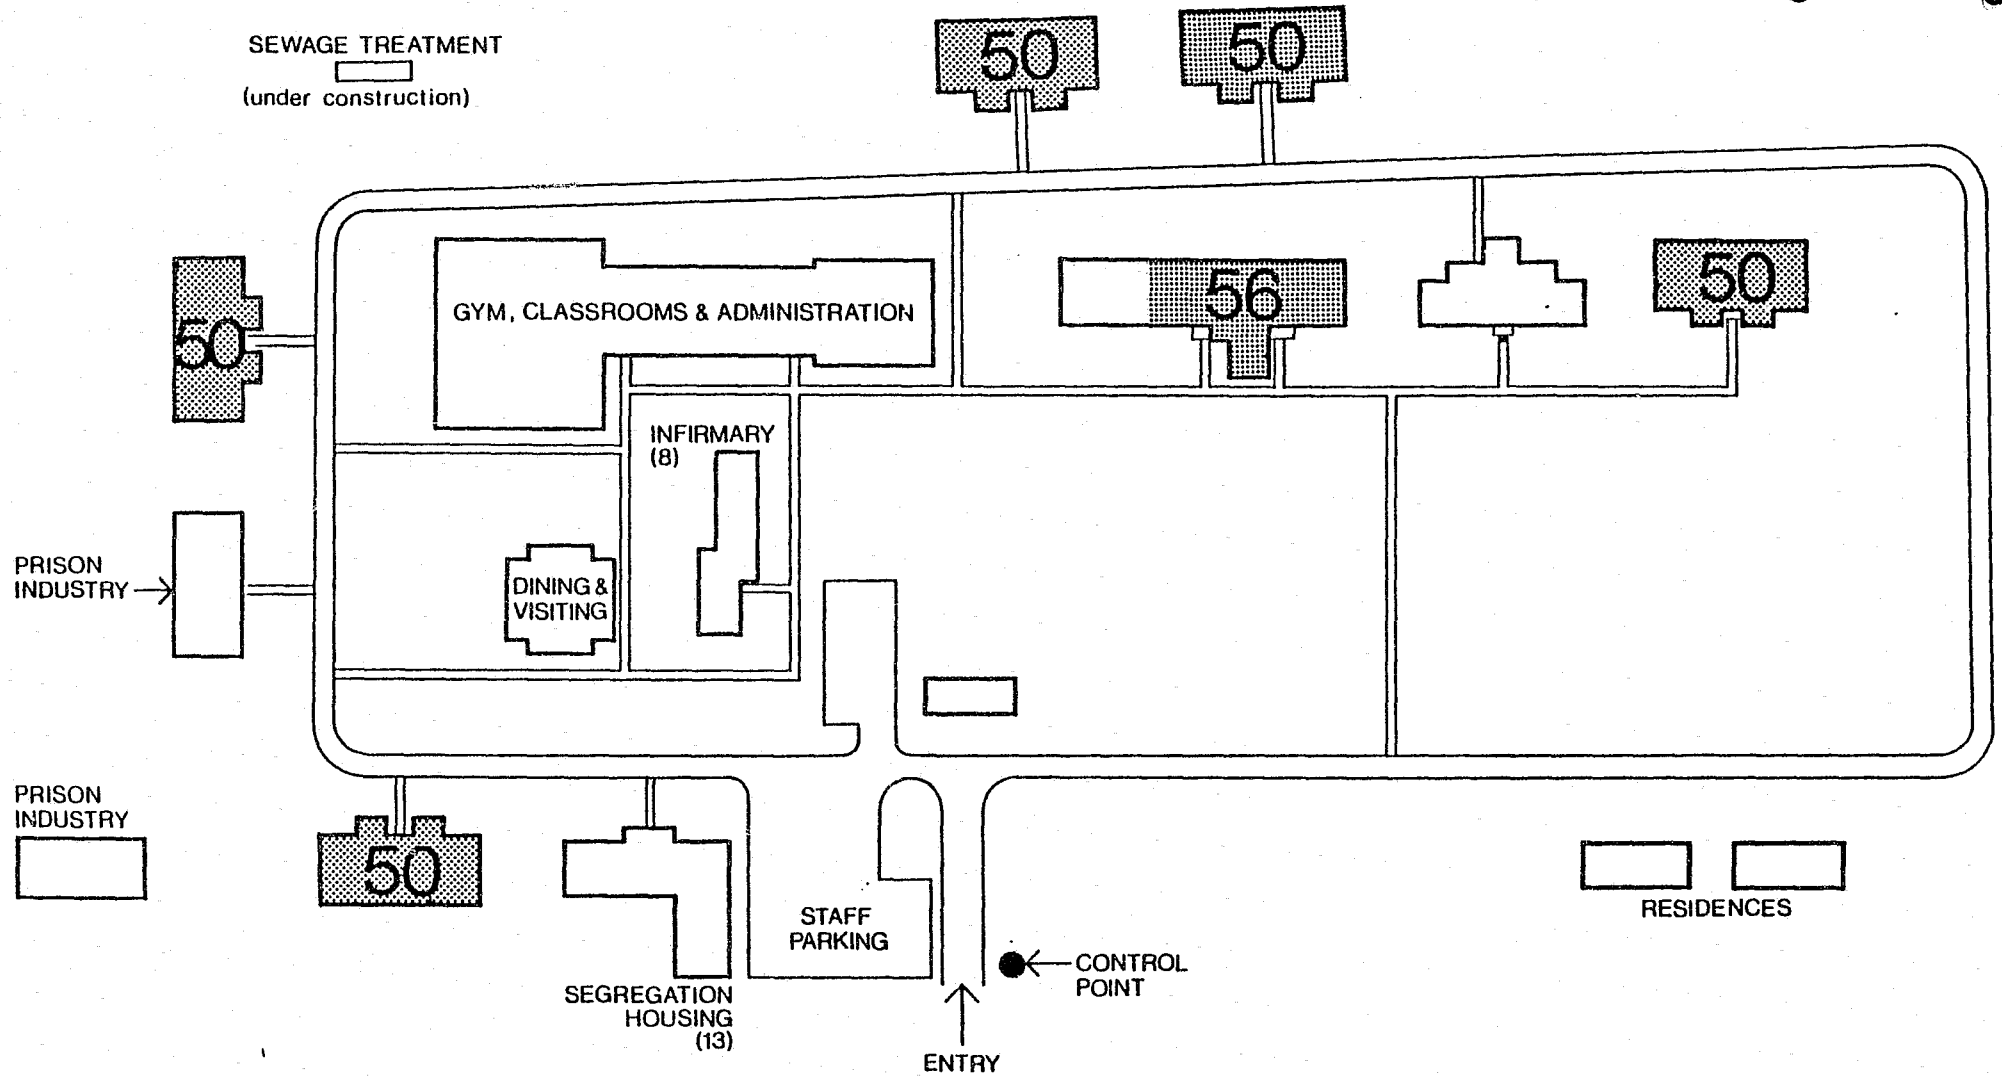 SEWAGE TREATMENT
(under construction)
50
50
50
GYM, CLASSROOMS & ADMINISTRATION
56
50
INFIRMARY
(8)
PRISON
INDUSTRY
DINING &
VISITING
PRISON
INDUSTRY
50
STAFF
PARKING
RESIDENCES
CONTROL
POINT
SEGREGATION
HOUSING
(13)
ENTRY